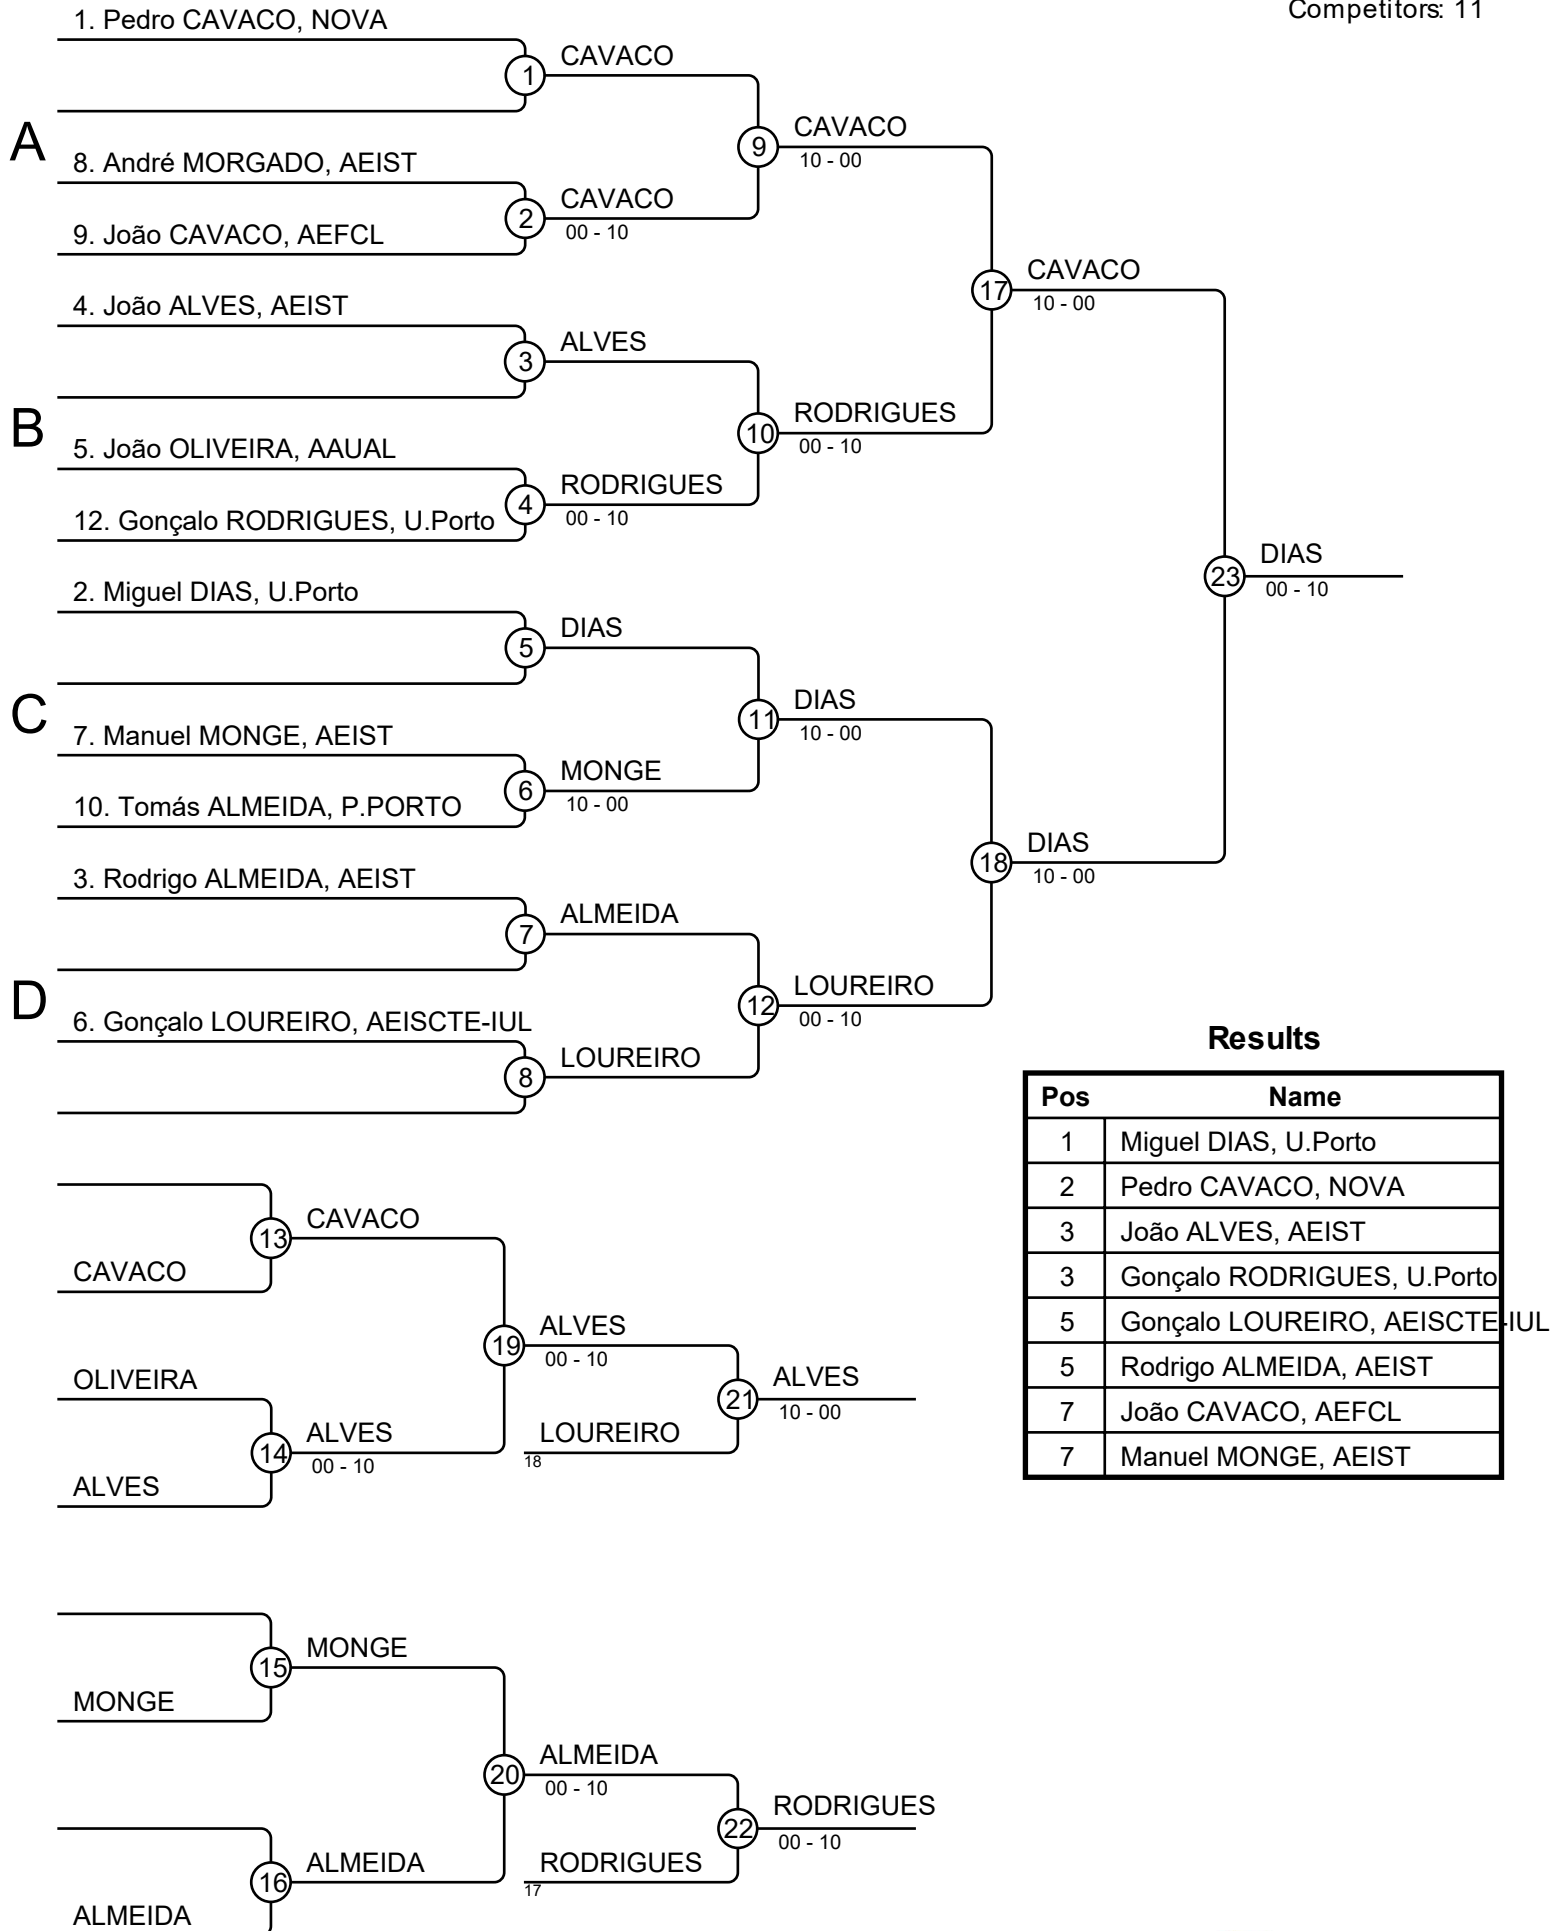 Competitors: 11
1. Pedro CAVACO, NOVA
1
CAVACO
A
9
CAVACO
10 - 00
8. André MORGADO, AEIST
2
CAVACO
00 - 10
9. João CAVACO, AEFCL
17
CAVACO
10 - 00
4. João ALVES, AEIST
3
ALVES
B
10
RODRIGUES
00 - 10
5. João OLIVEIRA, AAUAL
4
RODRIGUES
00 - 10
12. Gonçalo RODRIGUES, U.Porto
23
DIAS
00 - 10
2. Miguel DIAS, U.Porto
5
DIAS
C
11
DIAS
10 - 00
7. Manuel MONGE, AEIST
6
MONGE
10 - 00
10. Tomás ALMEIDA, P.PORTO
18
DIAS
10 - 00
3. Rodrigo ALMEIDA, AEIST
7
ALMEIDA
D
12
LOUREIRO
00 - 10
6. Gonçalo LOUREIRO, AEISCTE-IUL
8
LOUREIRO
Results
Pos Name
1 Miguel DIAS, U.Porto
2 Pedro CAVACO, NOVA
3 João ALVES, AEIST
3 Gonçalo RODRIGUES, U.Porto
5 Gonçalo LOUREIRO, AEISCTE-IUL
5 Rodrigo ALMEIDA, AEIST
7 João CAVACO, AEFCL
7 Manuel MONGE, AEIST
13
CAVACO
CAVACO
19
ALVES
00 - 10
OLIVEIRA
21
ALVES
10 - 00
14
ALVES
00 - 10
LOUREIRO
18
ALVES
15
MONGE
MONGE
20
ALMEIDA
00 - 10
22
RODRIGUES
00 - 10
16
ALMEIDA
RODRIGUES
17
ALMEIDA